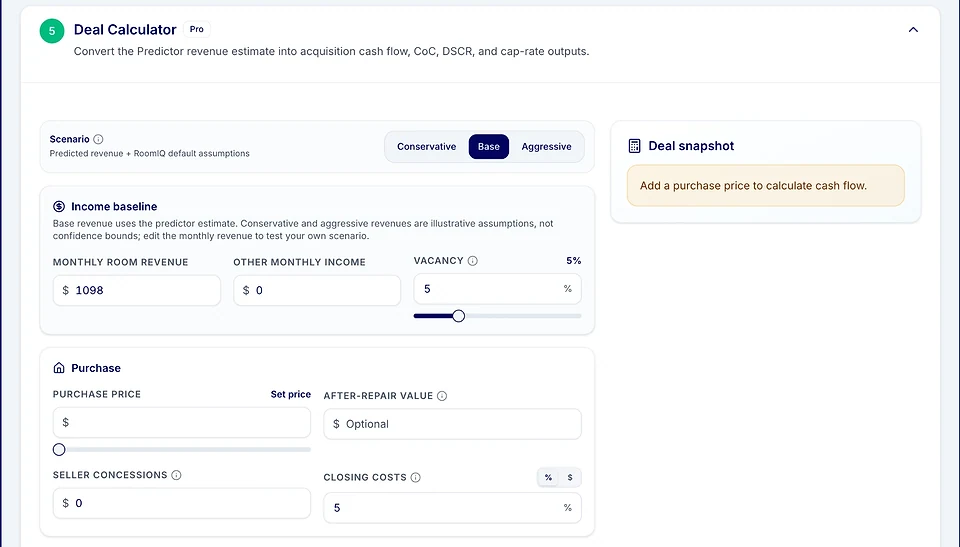 5
Deal Calculator Pro
Convert the Predictor revenue estimate into acquisition cash flow, CoC, DSCR, and cap-rate outputs.
Scenario
Predicted revenue + RoomIQ default assumptions
Conservative Base Aggressive
Income baseline
Base revenue uses the predictor estimate. Conservative and aggressive revenues are illustrative assumptions, not
confidence bounds; edit the monthly revenue to test your own scenario.
MONTHLY ROOM REVENUE
$ 1098
OTHER MONTHLY INCOME
$ 0
VACANCY 5%
5 %
Purchase
PURCHASE PRICE Set price
$
AFTER-REPAIR VALUE
$ Optional
SELLER CONCESSIONS
$ 0
CLOSING COSTS % $
5 %
Deal snapshot
Add a purchase price to calculate cash flow.